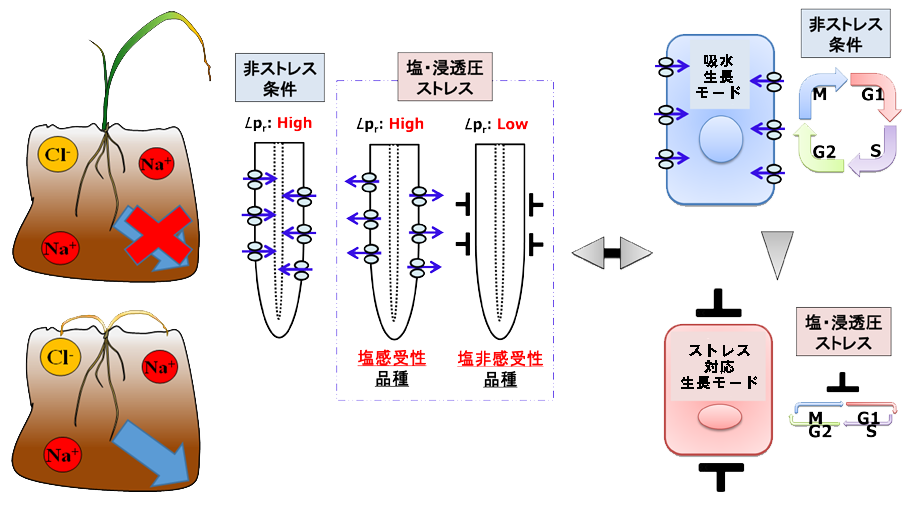 Cl-
Na+
Na+
Cl-
Na+
Na+
非ストレス
条件
塩・浸透圧
ストレス
Lpr: High
Lpr: High
Lpr: Low
塩感受性
品種
塩非感受性
品種
吸水
生長
モード
非ストレス
条件
M
G1
G2
S
ストレス
対応
生長モード
塩・浸透圧
ストレス
M
G1
G2
S